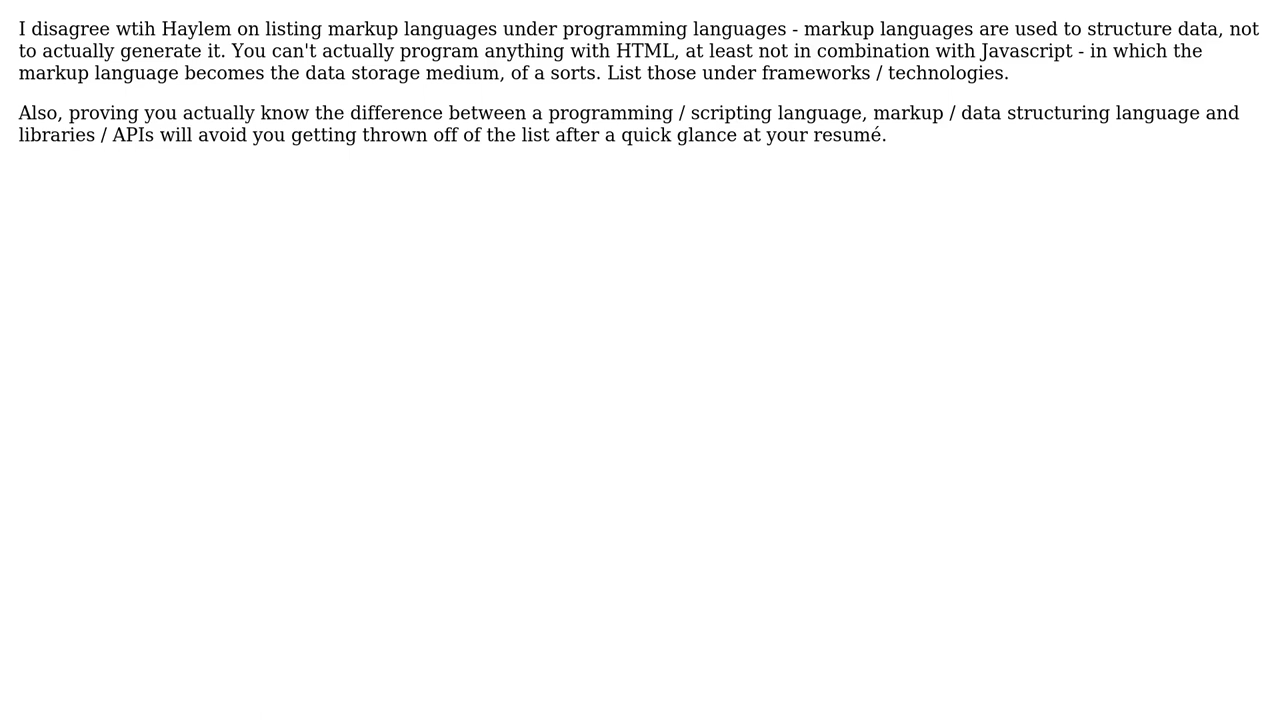 I disagree wtih Haylem on listing markup languages under programming languages - markup languages are used to structure data, not
to actually generate it. You can't actually program anything with HTML, at least not in combination with Javascript - in which the
markup language becomes the data storage medium, of a sorts. List those under frameworks / technologies.
Also, proving you actually know the difference between a programming / scripting language, markup / data structuring language and
libraries / APIs will avoid you getting thrown off of the list after a quick glance at your resumé.